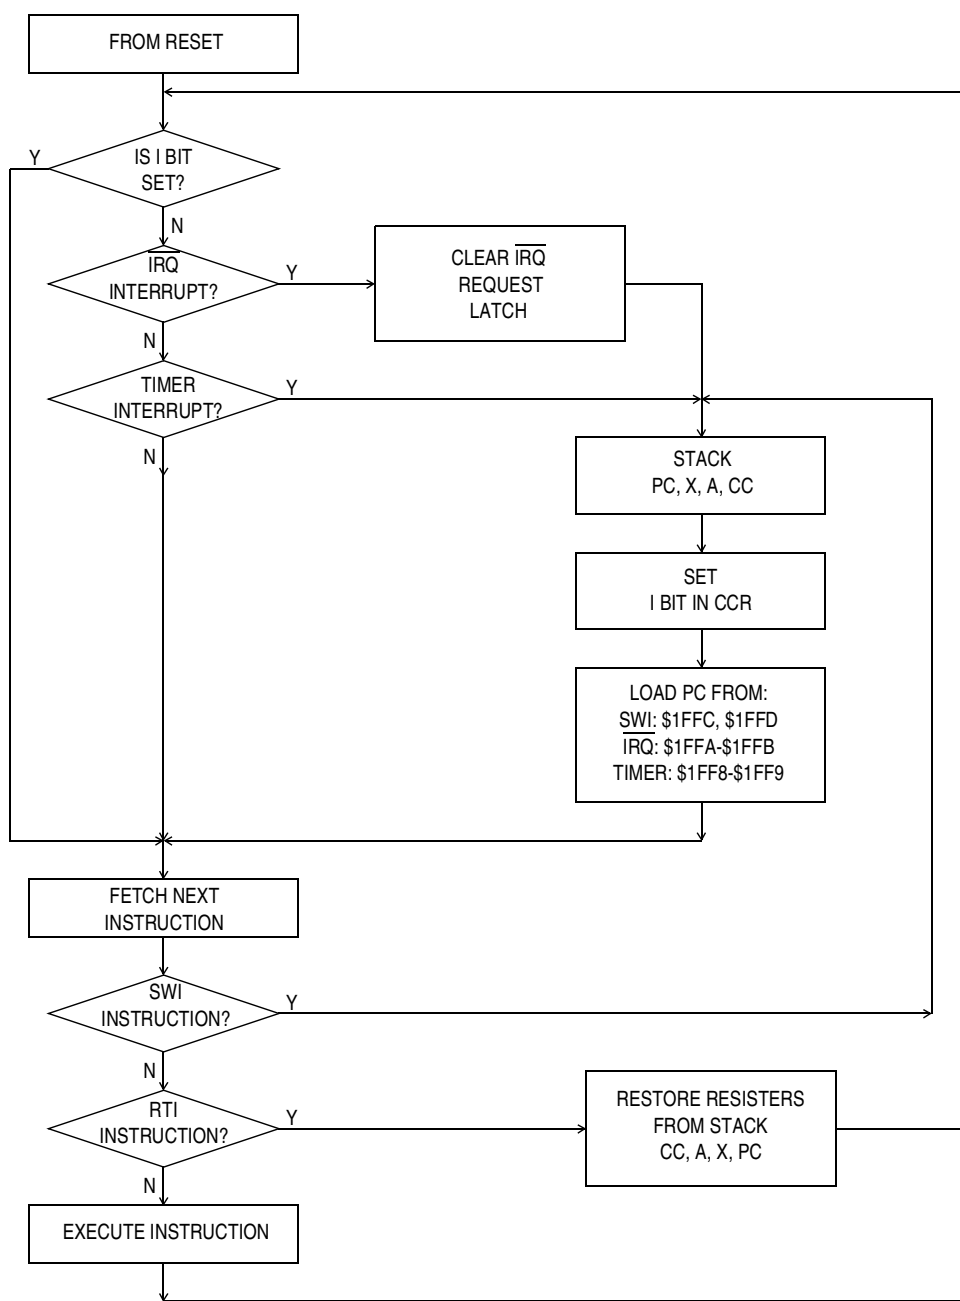 FROM RESET
Y
IS I BIT
SET?
N
IRQ
INTERRUPT?
Y
CLEAR IRQ
REQUEST
LATCH
N
TIMER
INTERRUPT?
Y
N
STACK
PC, X, A, CC
SET
I BIT IN CCR
LOAD PC FROM:
SWI: $1FFC, $1FFD
IRQ: $1FFA-$1FFB
TIMER: $1FF8-$1FF9
FETCH NEXT
INSTRUCTION
SWI
INSTRUCTION?
Y
N
RTI
INSTRUCTION?
Y
RESTORE RESISTERS
FROM STACK
CC, A, X, PC
N
EXECUTE INSTRUCTION